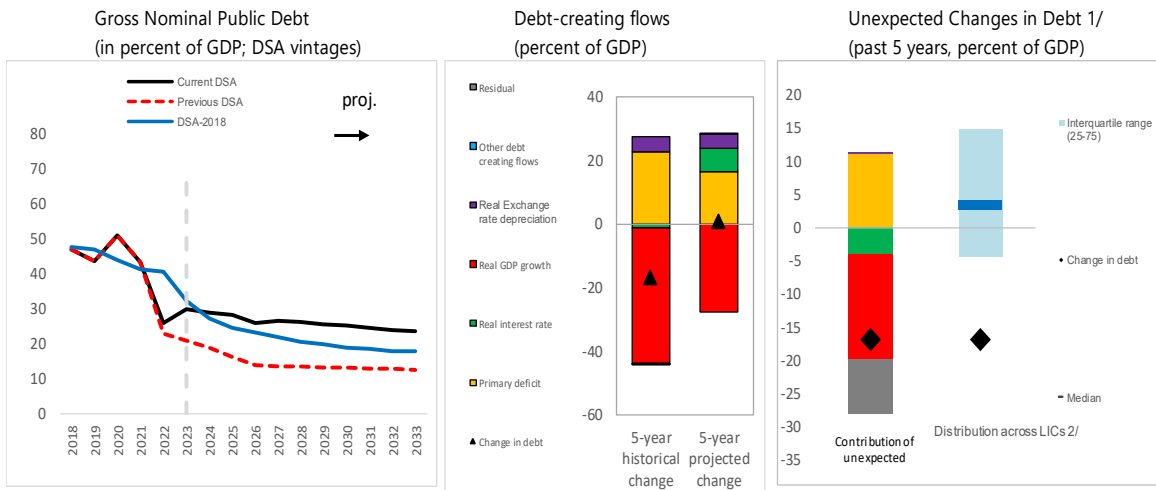 Gross Nominal Public Debt
(in percent of GDP; DSA vintages)
Current DSA
Previous DSA
DSA-2018
proj.
80
70
60
50
40
30
20
10
0
2018
2019
2020
2021
2022
2023
2024
2025
2026
2027
2028
2029
2030
2031
2032
2033
Debt-creating flows
(percent of GDP)
Residual
Other debt
creating flows
Real Exchange
rate depreciation
Real GDP growth
Real interest rate
Primary deficit
Change in debt
40
20
0
-20
-40
-60
5-year
historical
change
5-year
projected
change
Unexpected Changes in Debt 1/
(past 5 years, percent of GDP)
20
15
10
5
0
-5
-10
-15
-20
-25
-30
-35
Interquartile range
(25-75)
Change in debt
Median
Contribution of
unexpected
Distribution across LICs 2/